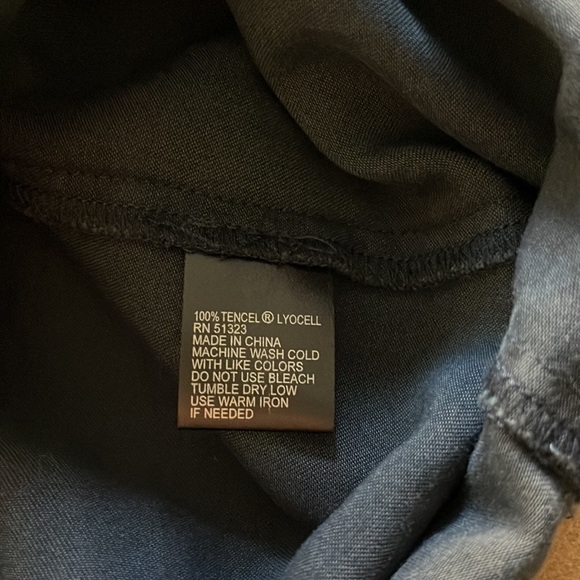 100% TENCEL® LYOCELL
RN 51323
MADE IN CHINA
MACHINE WASH COLD
WITH LIKE COLORS
DO NOT USE BLEACH
TUMBLE DRY LOW
USE WARM IRON
IF NEEDED